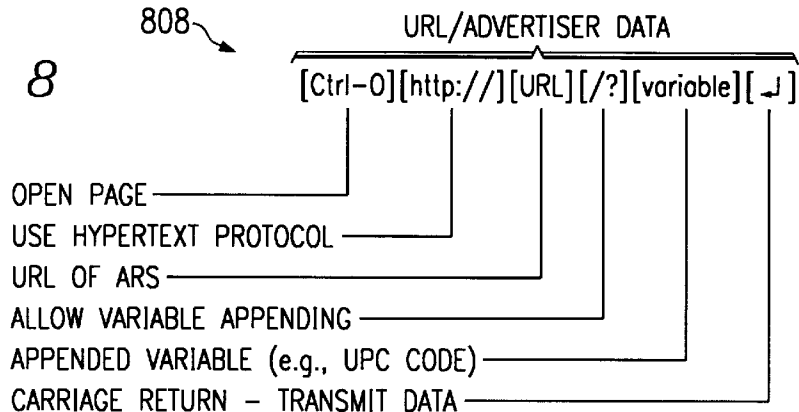 808
URL/ADVERTISER DATA
8
[Ctrl-O][http://][URL][/?][variable][↵]
OPEN PAGE
USE HYPERTEXT PROTOCOL
URL OF ARS
ALLOW VARIABLE APPENDING
APPENDED VARIABLE (e.g., UPC CODE)
CARRIAGE RETURN - TRANSMIT DATA